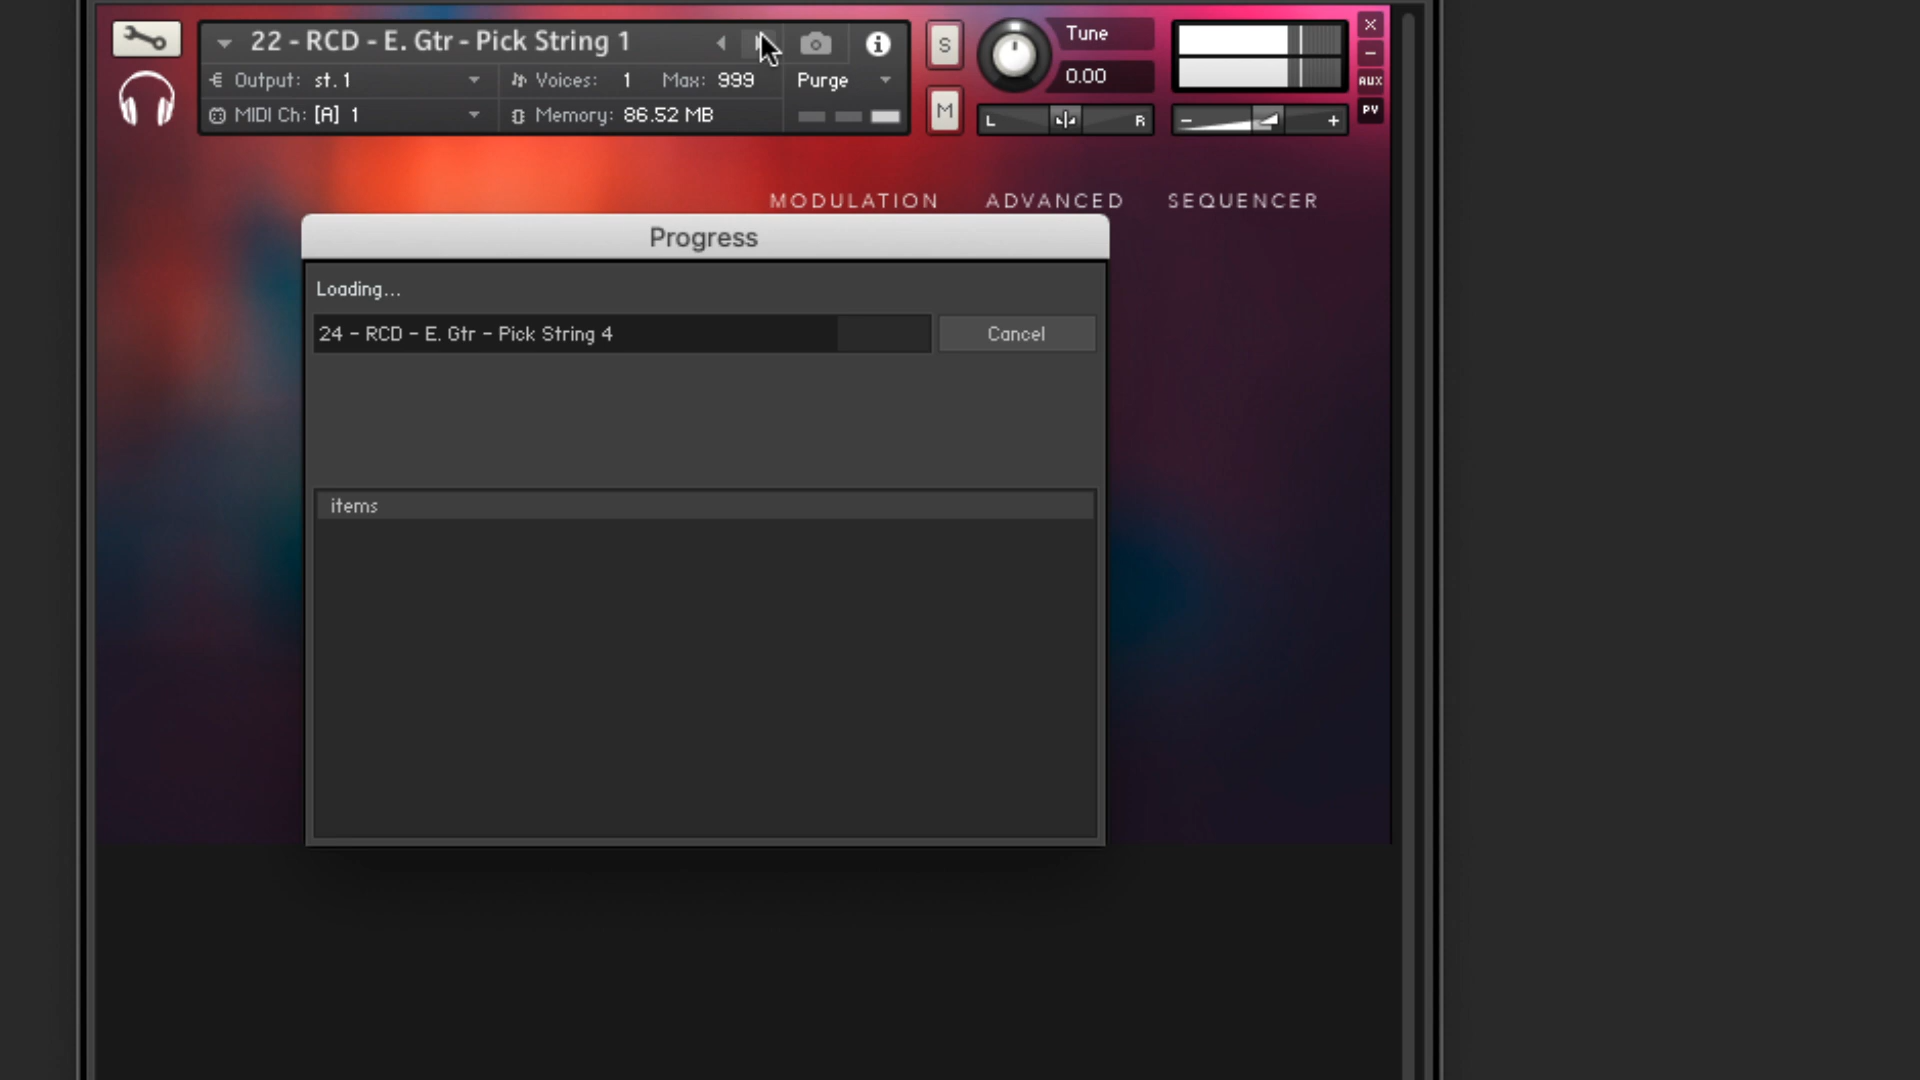 22 - RCD - E. Gtr - Pick String 1
Output: st. 1
Voices: 1 Max: 999
Purge
MIDI Ch: [A] 1
Memory: 86.52 MB
S
M
Tune
0.00
L
R
-
+
X
-
AUX
PV
MODULATION ADVANCED SEQUENCER
Progress
Loading...
24 - RCD - E. Gtr - Pick String 4
Cancel
items